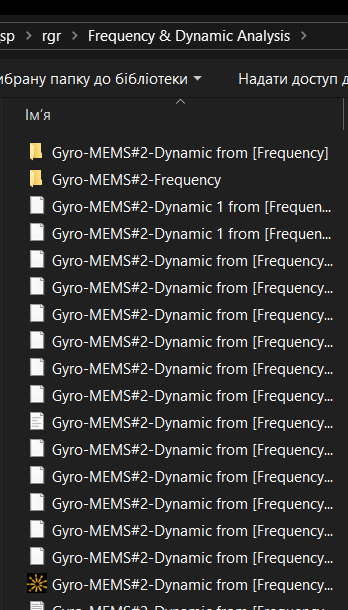 sp > rgr > Frequency & Dynamic Analysis >
ибрану папку до бібліотеки Надати доступ д
Ім'я
Gyro-MEMS#2-Dynamic from [Frequency]
Gyro-MEMS#2-Frequency
Gyro-MEMS#2-Dynamic 1 from [Frequen...
Gyro-MEMS#2-Dynamic 1 from [Frequen...
Gyro-MEMS#2-Dynamic from [Frequency...
Gyro-MEMS#2-Dynamic from [Frequency...
Gyro-MEMS#2-Dynamic from [Frequency...
Gyro-MEMS#2-Dynamic from [Frequency...
Gyro-MEMS#2-Dynamic from [Frequency...
Gyro-MEMS#2-Dynamic from [Frequency...
Gyro-MEMS#2-Dynamic from [Frequency...
Gyro-MEMS#2-Dynamic from [Frequency...
Gyro-MEMS#2-Dynamic from [Frequency...
Gyro-MEMS#2-Dynamic from [Frequency...
Gyro-MEMS#2-Dynamic from [Frequency...
Gyro-MEMS#2-Dynamic from [Frequency...
Gyro-MEMS#2-Dynamic from [Frequency...
Gyro-MEMS#2-Dynamic from [Frequency...